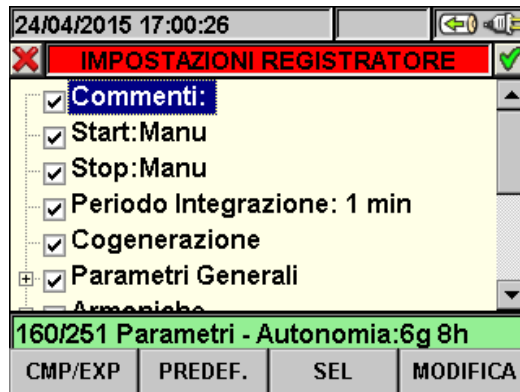 24/04/2015 17:00:26
IMPOSTAZIONI REGISTRATORE
Commenti:
Start:Manu
Stop:Manu
Periodo Integrazione: 1 min
Cogenerazione
Parametri Generali
Armoniche
160/251 Parametri - Autonomia:6g 8h
CMP/EXP PREDEF. SEL MODIFICA